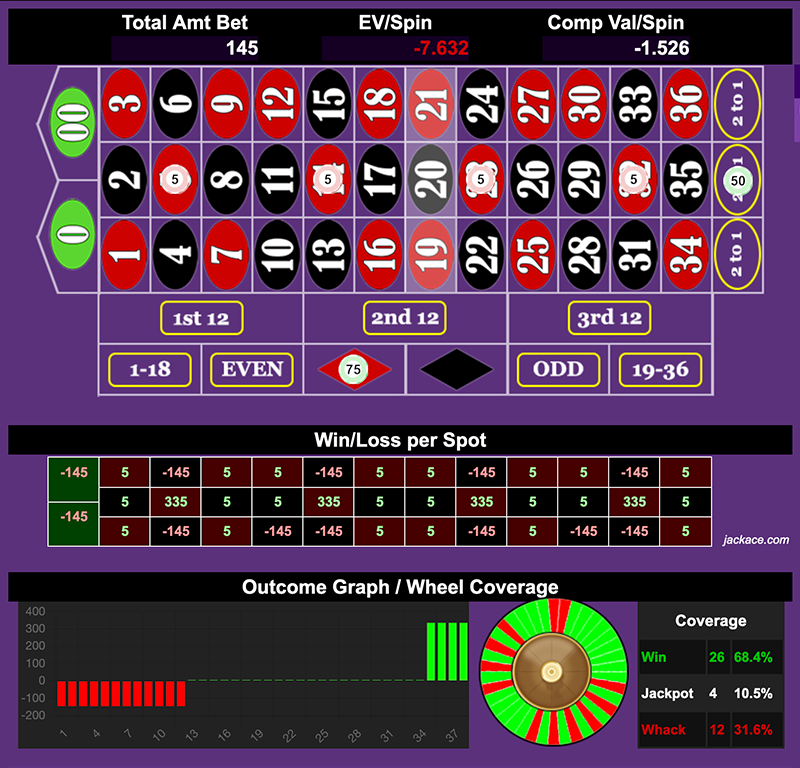 Total Amt Bet EV/Spin Comp Val/Spin
145 -7.632 -1.526
00 3 6 9 12 15 18 21 24 27 30 33 36 2 to 1
2 5 8 11 5 17 20 5 26 29 5 35 50
0 1 4 7 10 13 16 19 22 25 28 31 34 2 to 1
1st 12 2nd 12 3rd 12
1-18 EVEN 75 ODD 19-36
Win/Loss per Spot
-145 5 -145 5 5 -145 5 5 -145 5 5 -145 5
5 335 5 5 335 5 5 335 5 5 335 5
-145 5 -145 5 -145 -145 5 5 -145 5 -145 -145 5
jackace.com
Outcome Graph / Wheel Coverage
400
300
200
100
0
-100
-200
1 4 7 10 13 16 19 22 25 28 31 34 37
Coverage
Win 26 68.4%
Jackpot 4 10.5%
Whack 12 31.6%